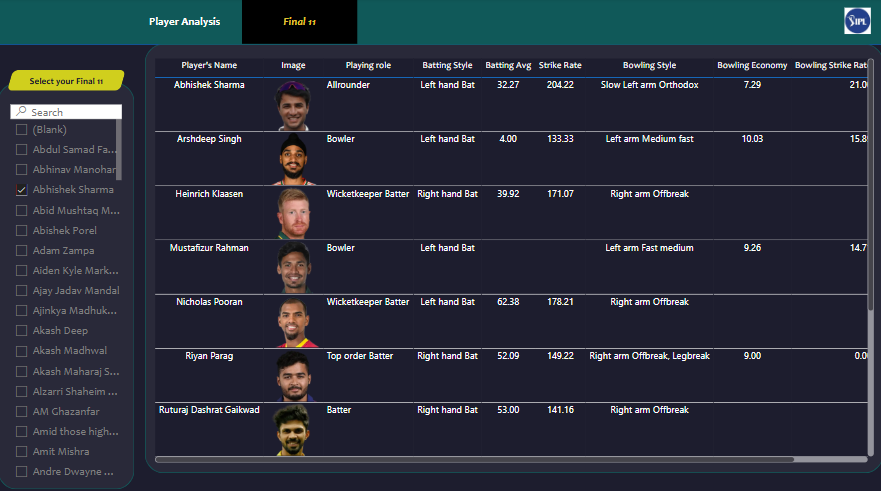 Player Analysis
Final 11
IPL
Select your Final 11
Search
(Blank)
Abdul Samad Fa...
Abhinav Manohar
Abhishek Sharma
Abid Mushtaq M...
Abishek Porel
Adam Zampa
Aiden Kyle Mark...
Ajay Jadav Mandal
Ajinkya Madhuk...
Akash Deep
Akash Madhwal
Akash Maharaj S...
Alzarri Shaheim ...
AM Ghazanfar
Amid those high...
Amit Mishra
Andre Dwayne ...
Player's Name Image Playing role Batting Style Batting Avg Strike Rate Bowling Style Bowling Economy Bowling Strike Rat
Abhishek Sharma Allrounder Left hand Bat 32.27 204.22 Slow Left arm Orthodox 7.29 21.0
Arshdeep Singh Bowler Left hand Bat 4.00 133.33 Left arm Medium fast 10.03 15.8
Heinrich Klaasen Wicketkeeper Batter Right hand Bat 39.92 171.07 Right arm Offbreak
Mustafizur Rahman Bowler Left hand Bat Left arm Fast medium 9.26 14.7
Nicholas Pooran Wicketkeeper Batter Left hand Bat 62.38 178.21 Right arm Offbreak
Riyan Parag Top order Batter Right hand Bat 52.09 149.22 Right arm Offbreak, Legbreak 9.00 0.0
Ruturaj Dashrat Gaikwad Batter Right hand Bat 53.00 141.16 Right arm Offbreak